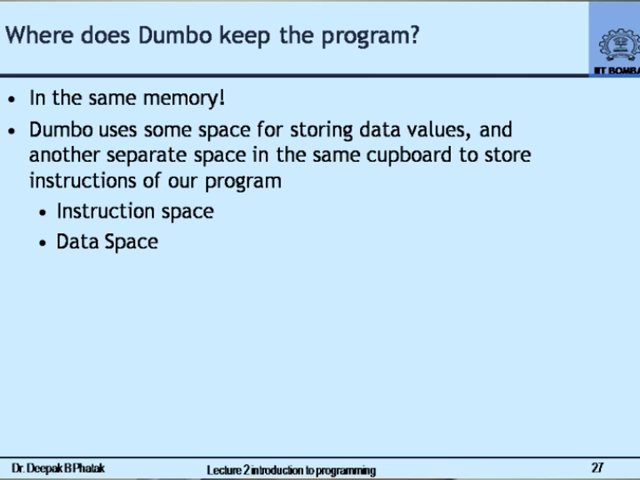 Where does Dumbo keep the program?
IIT BOMBA
• In the same memory!
• Dumbo uses some space for storing data values, and
another separate space in the same cupboard to store
instructions of our program
• Instruction space
• Data Space
Dr. Deepak B Phatak
Lecture 2 introduction to programming
27